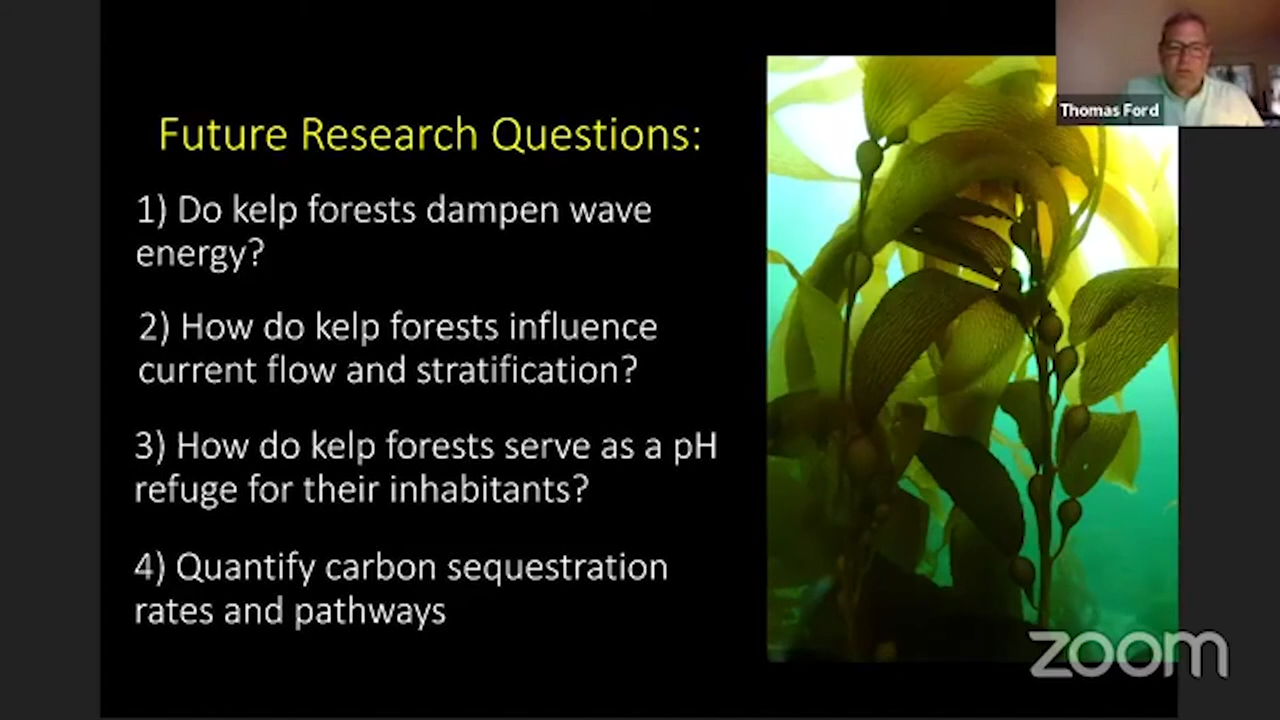 Thomas Ford
Future Research Questions:
1) Do kelp forests dampen wave
energy?
2) How do kelp forests influence
current flow and stratification?
3) How do kelp forests serve as a pH
refuge for their inhabitants?
4) Quantify carbon sequestration
rates and pathways
zoom